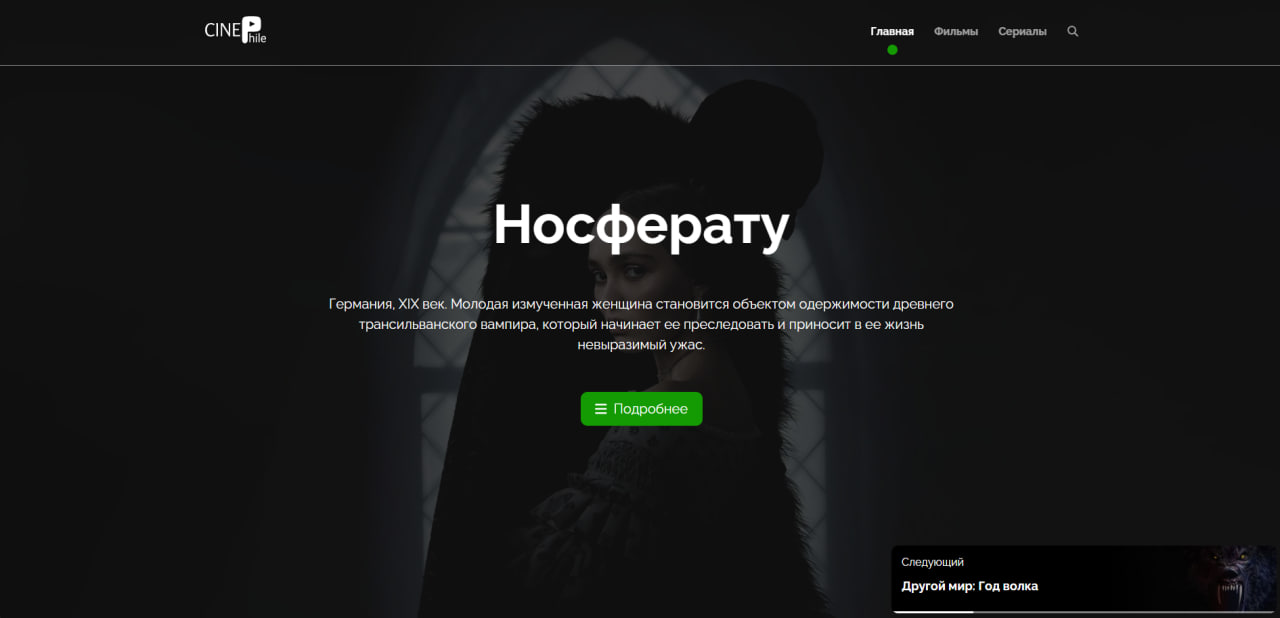 CINEPhile
Главная
Фильмы
Сериалы
Носферату
Германия, XIX век. Молодая измученная женщина становится объектом одержимости древнего
трансильванского вампира, который начинает ее преследовать и приносит в ее жизнь
невыразимый ужас.
Подробнее
Следующий
Другой мир: Год волка